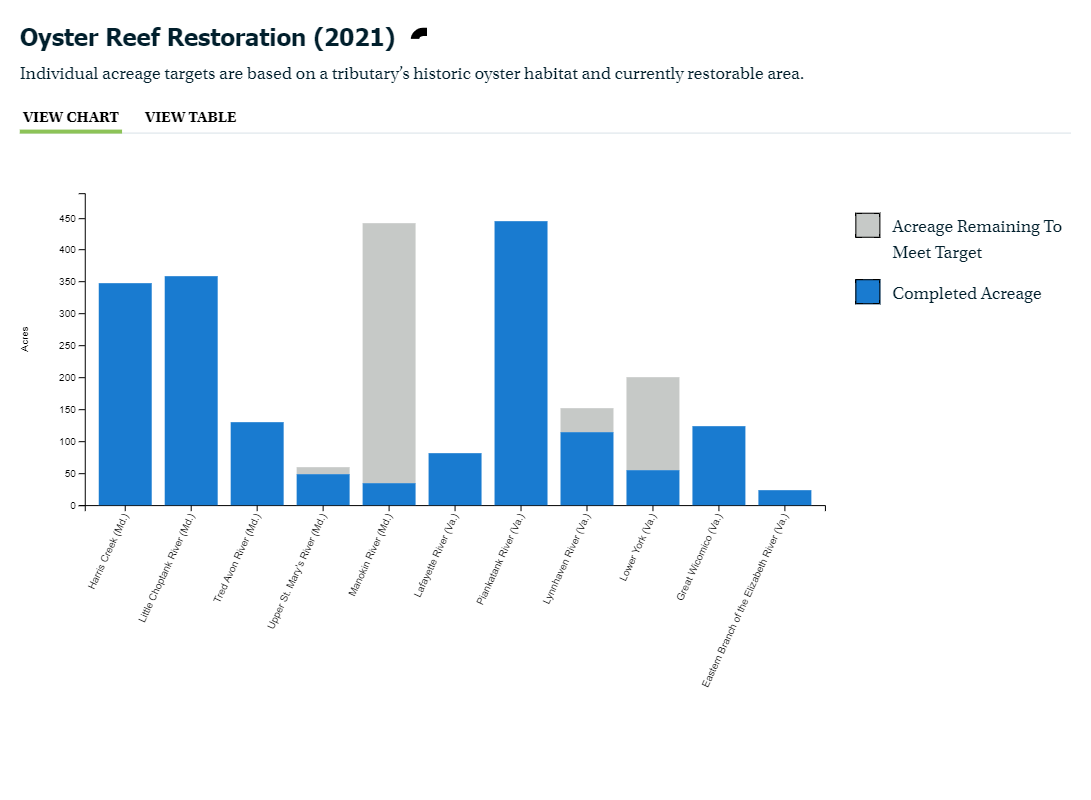 Oyster Reef Restoration (2021)
Individual acreage targets are based on a tributary’s historic oyster habitat and currently restorable area.
VIEW CHART VIEW TABLE
450
400
350
300
250
200
150
100
50
0
Acres
Harris Creek (Md.)
Little Choptank River (Md.)
Tred Avon River (Md.)
Upper St. Mary's River (Md.)
Manokin River (Md.)
Lafayette River (Va.)
Piankatank River (Va.)
Lynnhaven River (Va.)
Lower York (Va.)
Great Wicomico (Va.)
Eastern Branch of the Elizabeth River (Va.)
Acreage Remaining To
Meet Target
Completed Acreage